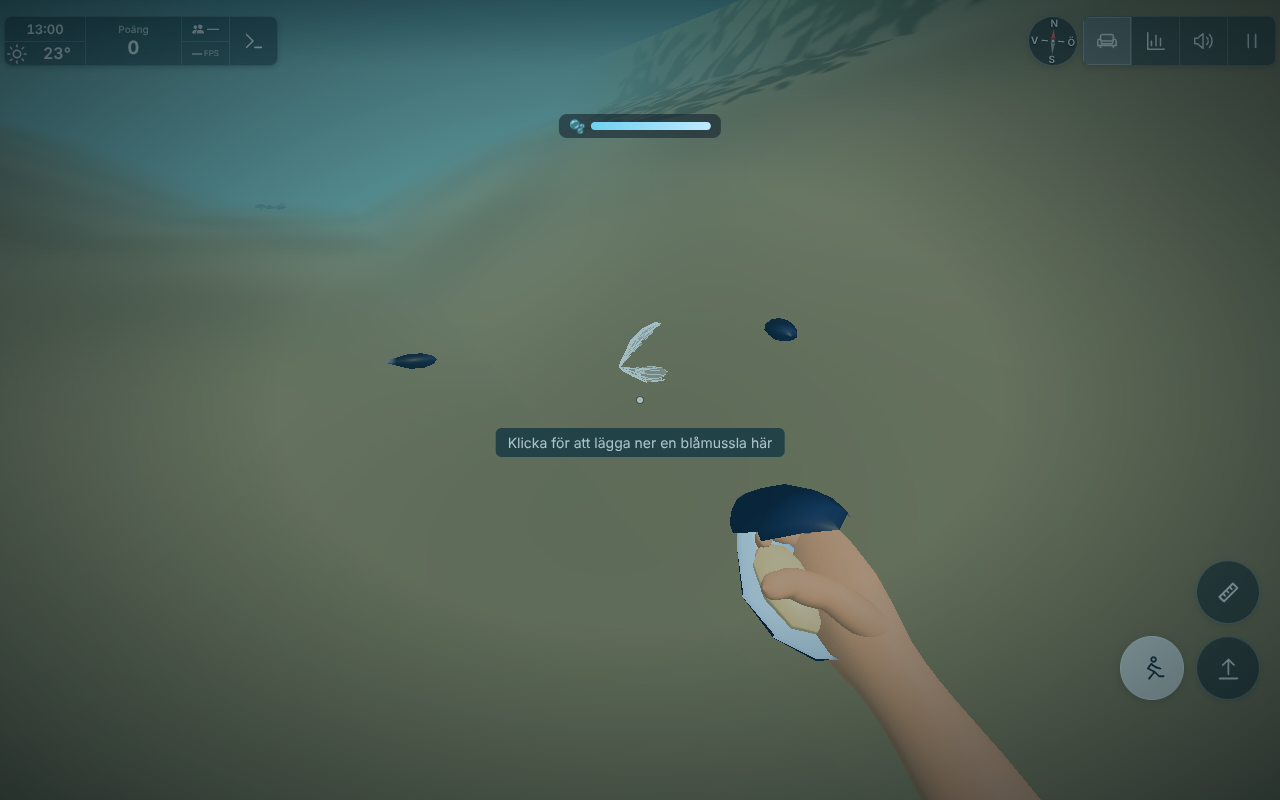 13:00
23°
Poäng
0
—
— FPS
N
V
Ö
S
Klicka för att lägga ner en blåmussla här